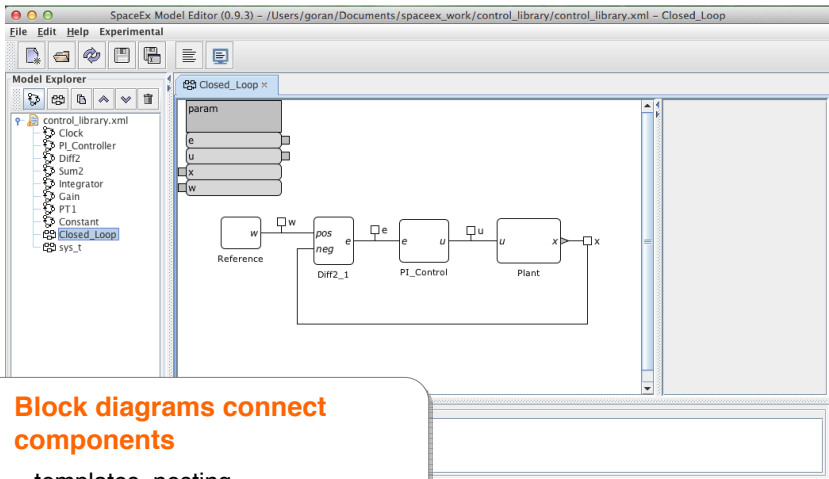 SpaceEx Model Editor (0.9.3) – /Users/goran/Documents/spaceex_work/control_library/control_library.xml – Closed_Loop
File Edit Help Experimental
Model Explorer
Closed_Loop ×
control_library.xml
Clock
PI_Controller
Diff2
Sum2
Integrator
Gain
PT1
Constant
Closed_Loop
sys_t
param
e
u
x
w
w
Reference
w
pos
neg
e
Diff2_1
e
e
u
PI_Control
u
u
x
Plant
x
Block diagrams connect
components
templates, nesting